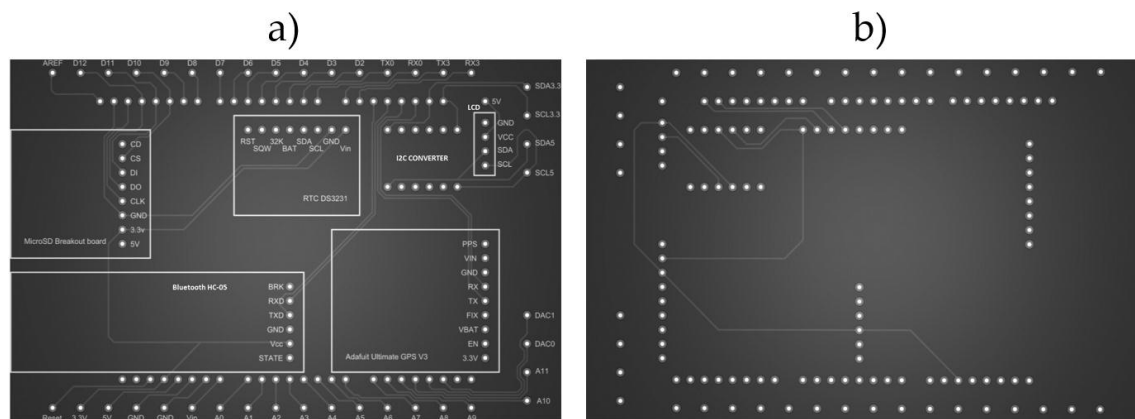 a)
b)
AREF D12 D11 D10 D9 D8 D7 D6 D5 D4 D3 D2 TX0 RX0 TX3 RX3
SDA3.3
SCL3.3
SDA5
SCL5
LCD
5V
GND
VCC
SDA
SCL
CD
CS
DI
DO
CLK
GND
3.3v
5V
MicroSD Breakout board
RST SQW 32K BAT SDA SCL GND Vin
RTC DS3231
I2C CONVERTER
Bluetooth HC-05
BRK
RXD
TXD
GND
Vcc
STATE
PPS
VIN
GND
RX
TX
FIX
VBAT
EN
3.3V
Adafuit Ultimate GPS V3
DAC1
DAC0
A11
A10
Reset 3.3V 5V GND GND Vin A0 A1 A2 A3 A4 A5 A6 A7 A8 A9